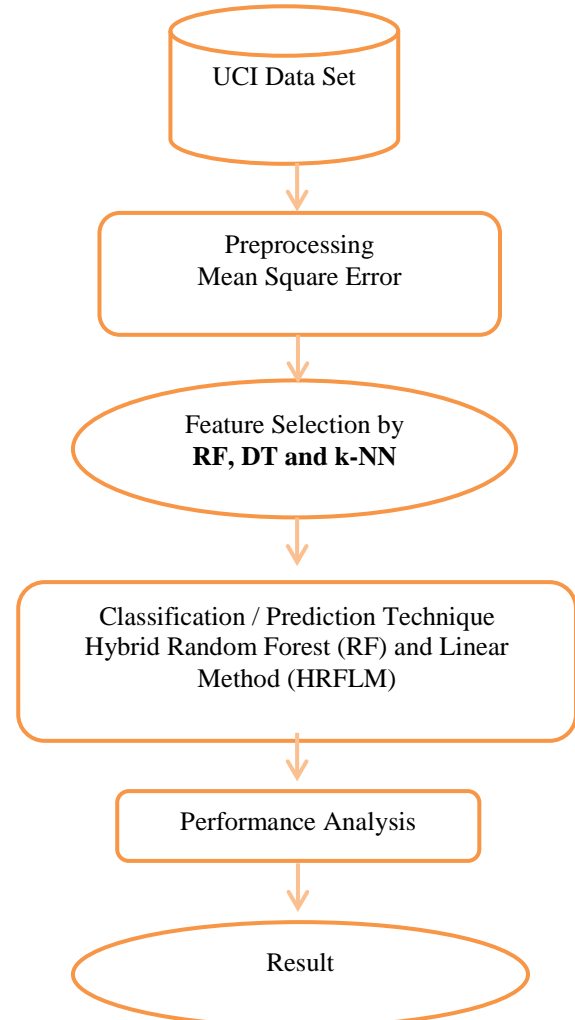 UCI Data Set
Preprocessing
Mean Square Error
Feature Selection by
RF, DT and k-NN
Classification / Prediction Technique
Hybrid Random Forest (RF) and Linear
Method (HRFLM)
Performance Analysis
Result